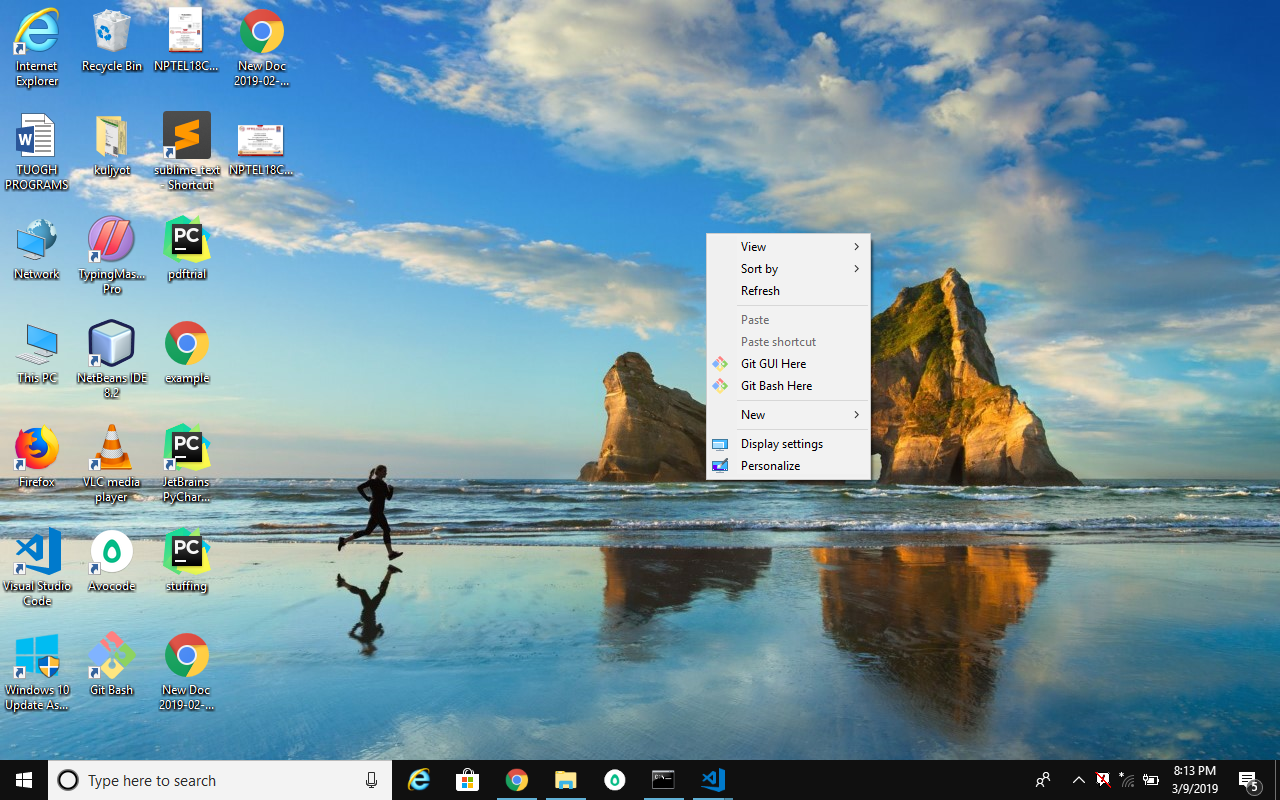 Internet
Explorer
Recycle Bin
NPTEL18C...
New Doc
2019-02-...
W
TUOGH
PROGRAMS
kuljyot
sublime_text
- Shortcut
NPTEL18C...
Network
TypingMas...
Pro
PC
pdftrial
This PC
NetBeans IDE
8.2
example
Firefox
VLC media
player
PC
JetBrains
PyChar...
Visual Studio
Code
Avocode
PC
stuffing
Windows 10
Update As...
Git Bash
New Doc
2019-02-...
View
Sort by
Refresh
Paste
Paste shortcut
Git GUI Here
Git Bash Here
New
Display settings
Personalize
Type here to search
8:13 PM
3/9/2019
5